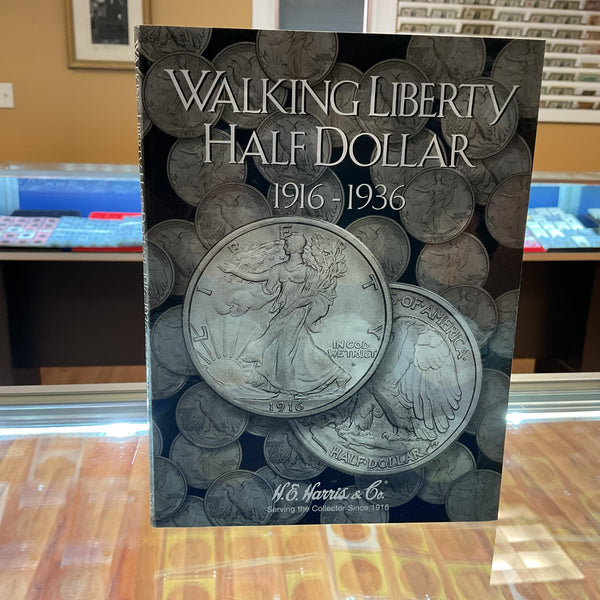 WALKING LIBERTY
HALF DOLLAR
1916 - 1936
LIBERTY
IN GOD
WE TRUST
1916
OF AMERICA
HALF DOLLAR
H.E. Harris & Co.®
Serving the Collector Since 1916